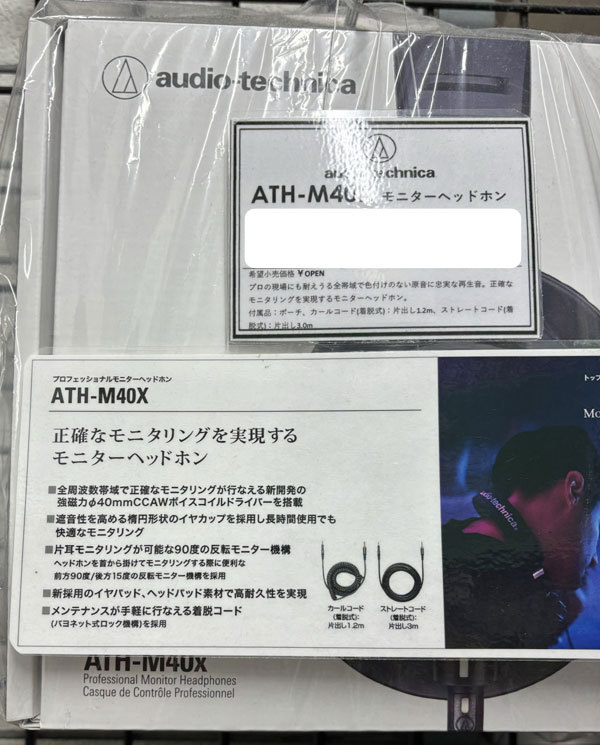 audio-technica
audio-technica
ATH-M40x モニターヘッドホン
希望小売価格 ￥OPEN
プロの現場にも耐えうる全帯域で色付けのない原音に忠実な再生音。正確な
モニタリングを実現するモニターヘッドホン。
付属品：ポーチ、カールコード(着脱式)：片出し1.2m、ストレートコード(着
脱式)：片出し3.0m
プロフェッショナルモニターヘッドホン
ATH-M40X
正確なモニタリングを実現する
モニターヘッドホン
■全周波数帯域で正確なモニタリングが行なえる新開発の
強磁力φ40mmCCAWボイスコイルドライバーを搭載
■遮音性を高める楕円形状のイヤカップを採用し長時間使用でも
快適なモニタリング
■片耳モニタリングが可能な90度の反転モニター機構
ヘッドホンを首から掛けてモニタリングする際に便利な
前方90度/後方15度の反転モニター機構を採用
■新採用のイヤパッド、ヘッドパッド素材で高耐久性を実現
■メンテナンスが手軽に行なえる着脱コード
(バヨネット式ロック機構)を採用
カールコード
(着脱式):
片出し1.2m
ストレートコード
(着脱式):
片出し3m
トップ
Mo
audio-technica
ATH-M40x
Professional Monitor Headphones
Casque de Contrôle Professionnel